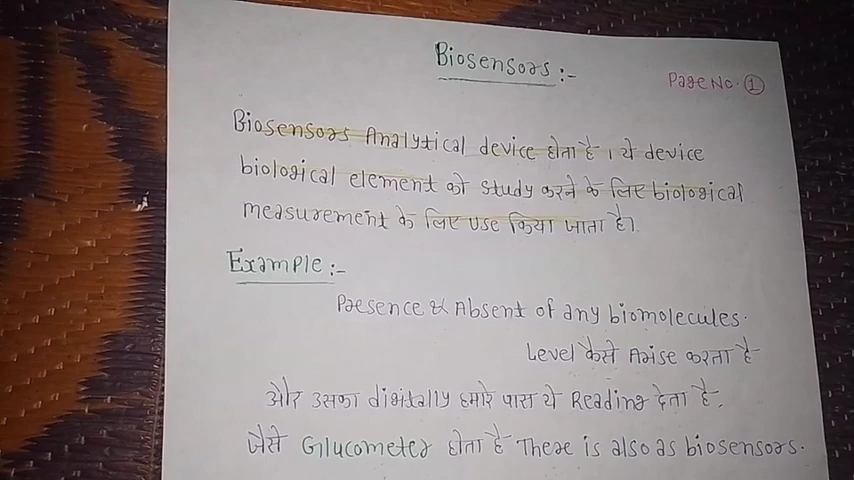 Biosensors :-
Page No. 1
Biosensors Analytical device होता है। ये device
biological element को study करने के लिए biological
measurement के लिए use किया जाता है।
Example :-
Presence & Absent of any biomolecules.
Level कैसे Arise करता है
और उसका digitally हमारे पास ये Reading देता है.
जैसे Glucometer होता है There is also as biosensors.